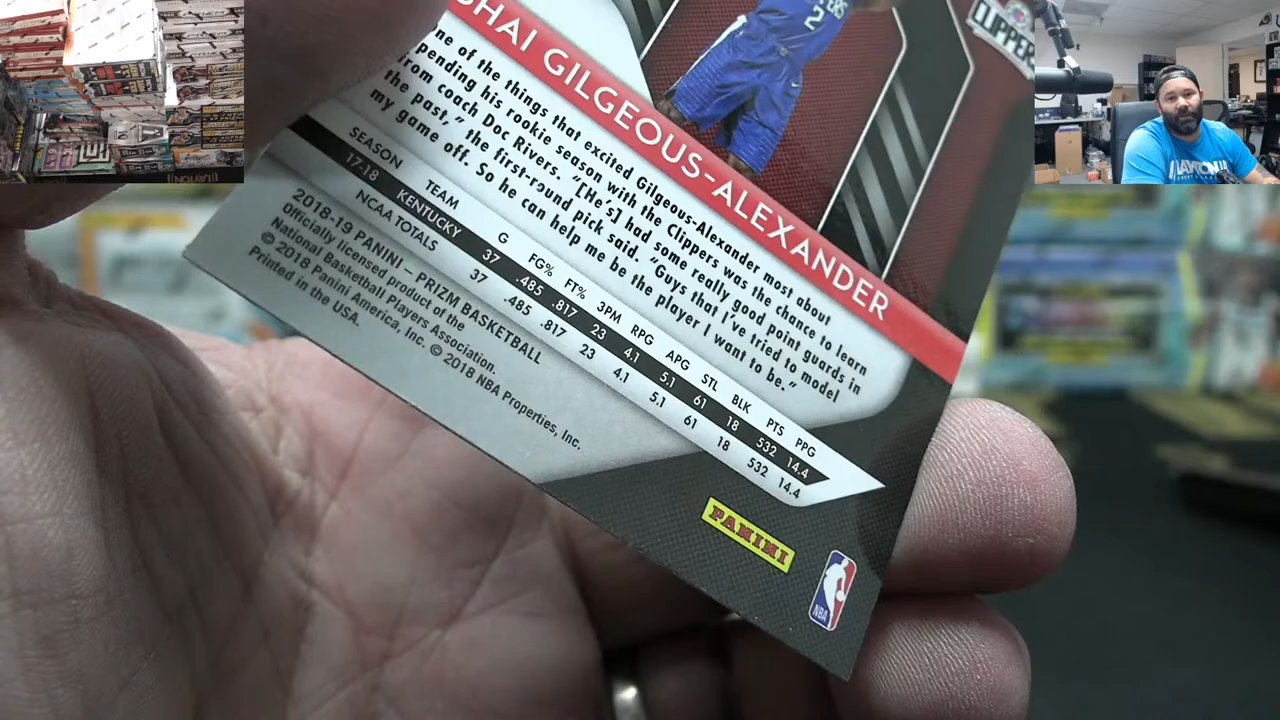 CLIPPERS
2
SHAI GILGEOUS-ALEXANDER
One of the things that excited Gilgeous-Alexander most about
spending his rookie season with the Clippers was the chance to learn
from coach Doc Rivers. “[He’s] had some really good point guards in
the past,” the first-round pick said. “Guys that I’ve tried to model
my game off. So he can help me be the player I want to be.”
SEASON TEAM G FG% FT% 3PM RPG APG STL BLK PTS PPG
17-18 KENTUCKY 37 .485 .817 23 4.1 5.1 61 18 532 14.4
NCAA TOTALS 37 .485 .817 23 4.1 5.1 61 18 532 14.4
2018-19 PANINI – PRIZM BASKETBALL
Officially licensed product of the
National Basketball Players Association.
© 2018 Panini America, Inc. © 2018 NBA Properties, Inc.
Printed in the USA.
PANINI
NBA